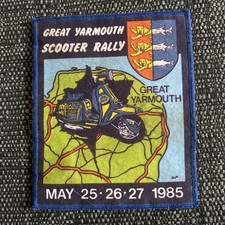 GREAT YARMOUTH
SCOOTER RALLY
GREAT
YARMOUTH
MAY 25·26·27 1985